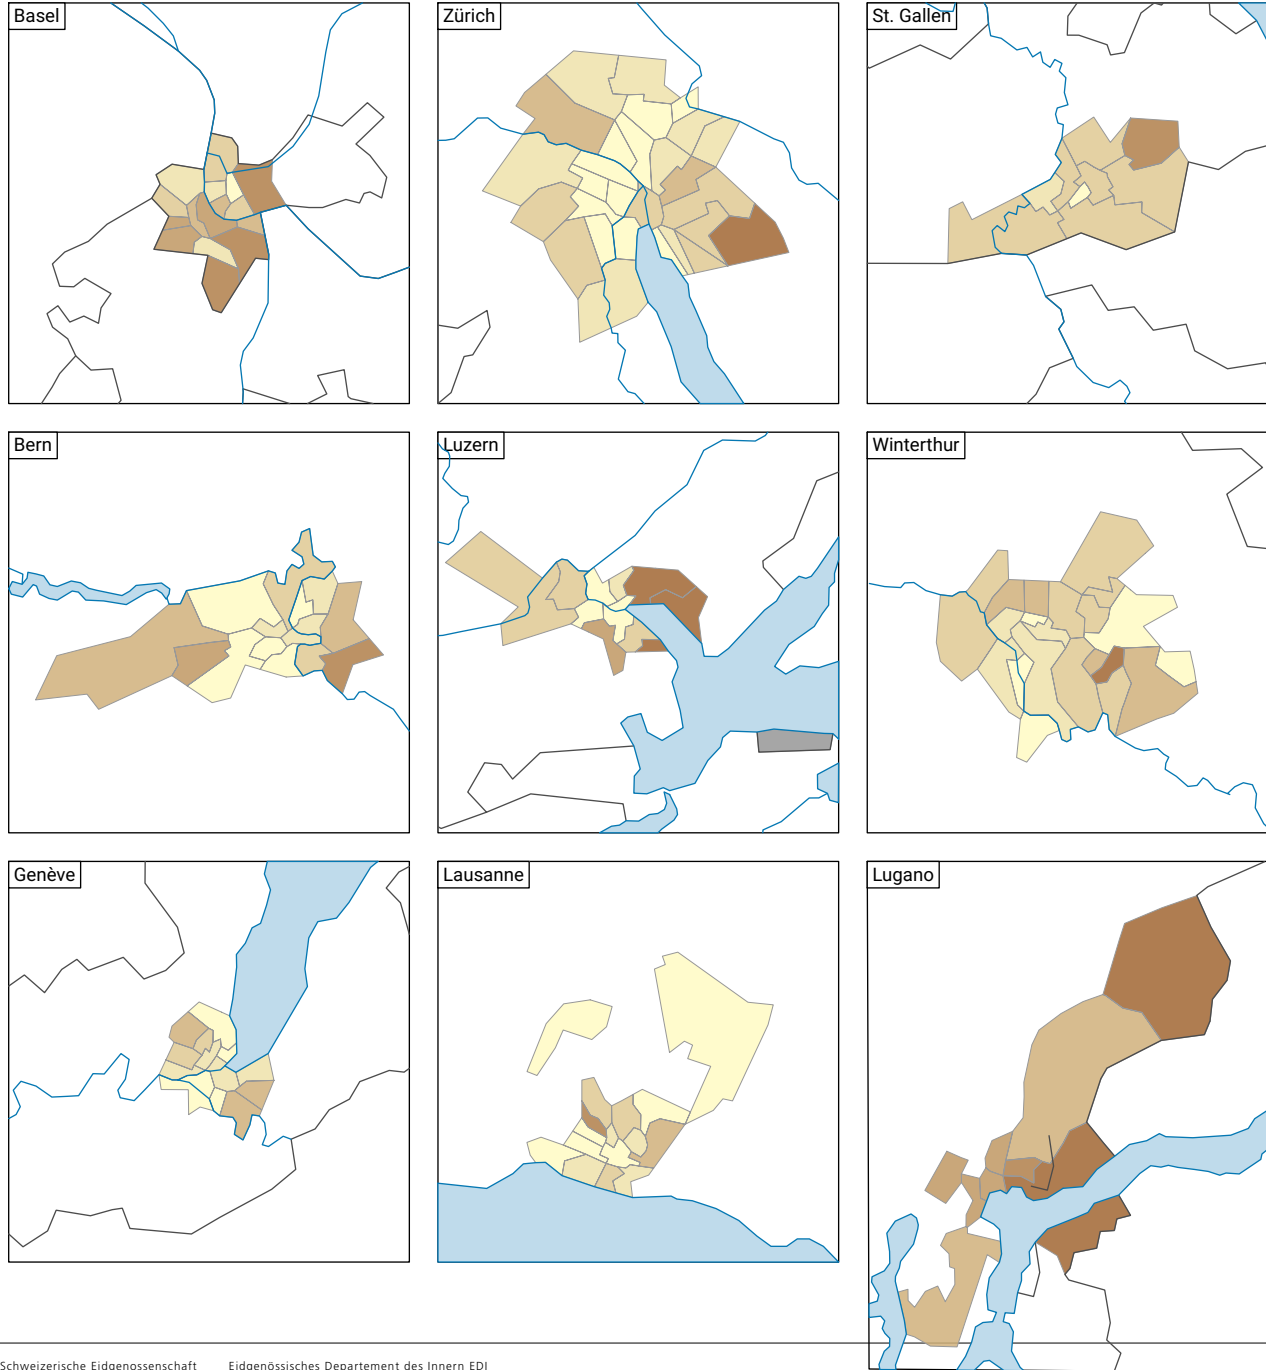 Basel
Zürich
St. Gallen
Bern
Luzern
Winterthur
Genève
Lausanne
Lugano
Schweizerische Eidgenossenschaft
Eidgenössisches Departement des Innern EDI